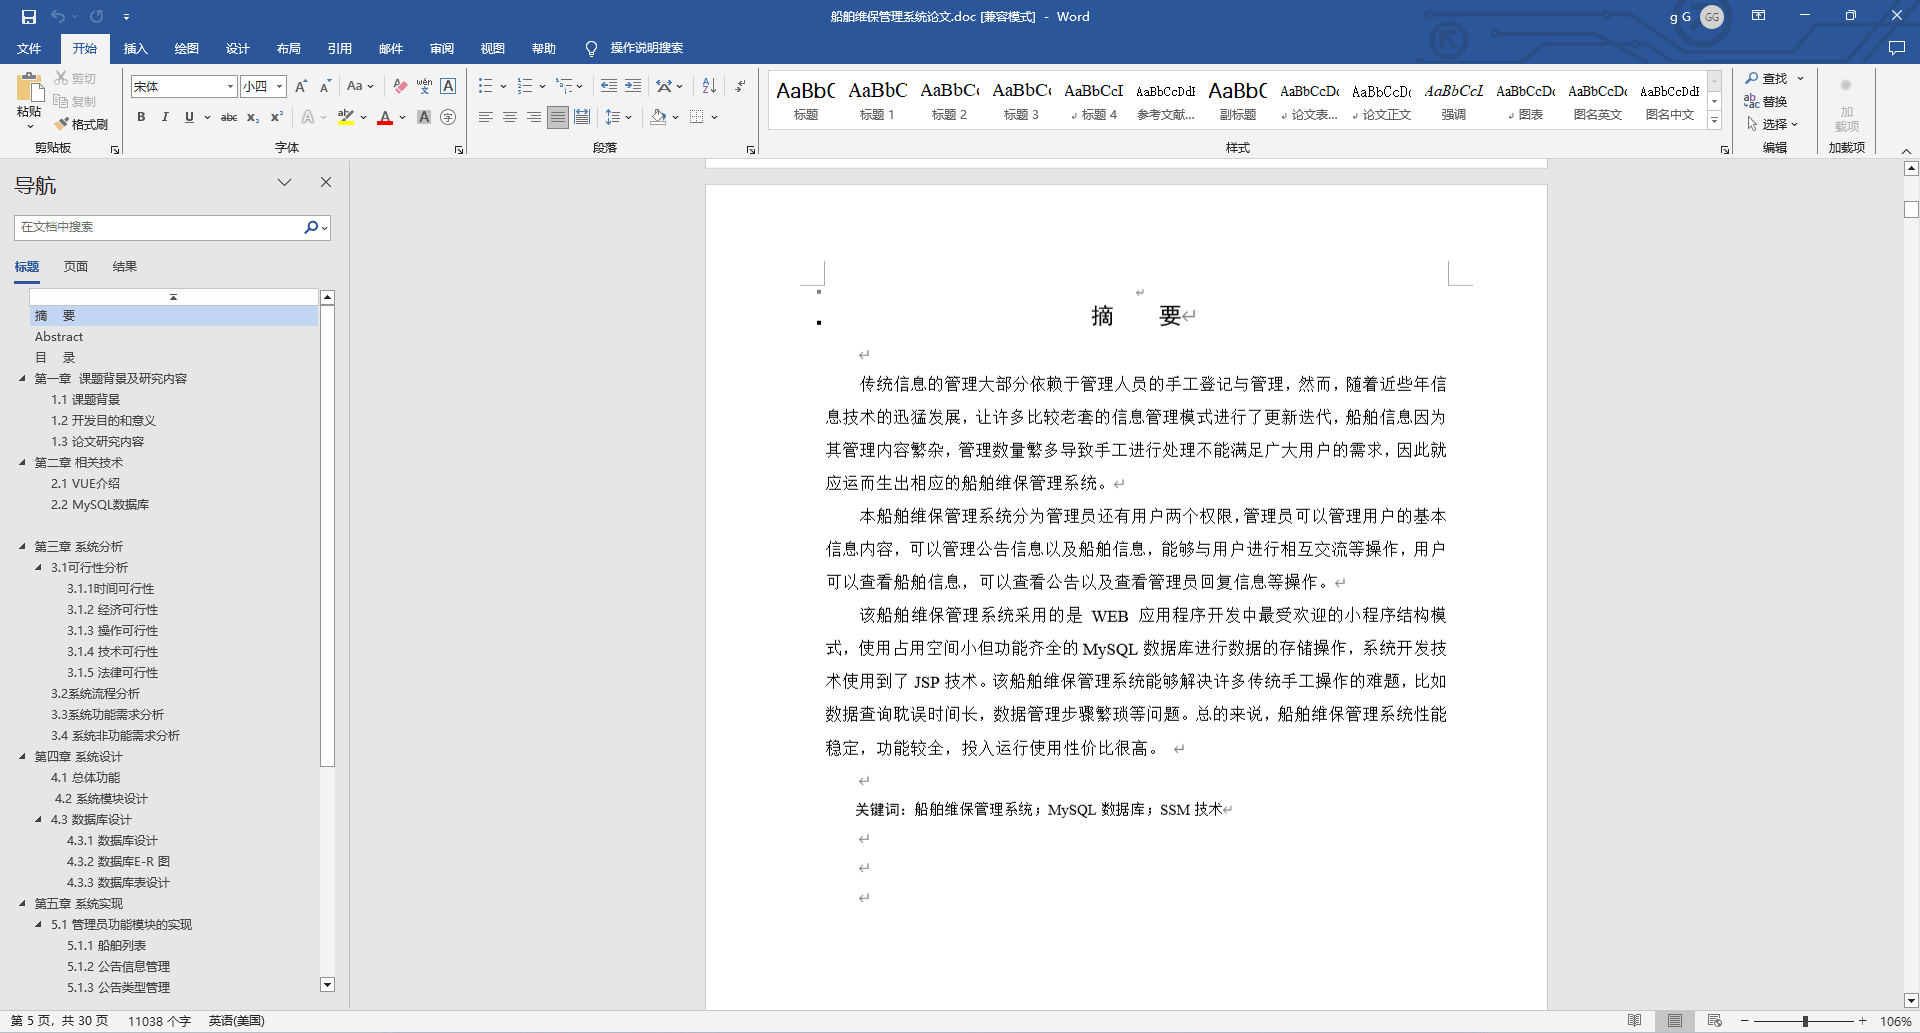 船舶维保管理系统论文.doc [兼容模式] - Word
g G
GG
文件 开始 插入 绘图 设计 布局 引用 邮件 审阅 视图 帮助 操作说明搜索
粘贴
剪切
复制
格式刷
剪贴板
宋体 小四
字体
段落
AaBbC 标题
AaBbC 标题 1
AaBbC 标题 2
AaBbC 标题 3
AaBbCcI 标题 4
AaBbCcDdI 参考文献...
AaBbC 副标题
AaBbCcDc 论文表...
AaBbCcDc 论文正文
AaBbCcL 强调
AaBbCcDc 图表
AaBbCcDc 图名英文
AaBbCcDdI 图名中文
样式
查找
替换
选择
编辑
加载项
加载项
导航
在文档中搜索
标题 页面 结果
摘 要
Abstract
目 录
第一章 课题背景及研究内容
1.1 课题背景
1.2 开发目的和意义
1.3 论文研究内容
第二章 相关技术
2.1 VUE介绍
2.2 MySQL数据库
第三章 系统分析
3.1可行性分析
3.1.1时间可行性
3.1.2 经济可行性
3.1.3 操作可行性
3.1.4 技术可行性
3.1.5 法律可行性
3.2系统流程分析
3.3系统功能需求分析
3.4 系统非功能需求分析
第四章 系统设计
4.1 总体功能
4.2 系统模块设计
4.3 数据库设计
4.3.1 数据库设计
4.3.2 数据库E-R 图
4.3.3 数据库表设计
第五章 系统实现
5.1 管理员功能模块的实现
5.1.1 船舶列表
5.1.2 公告信息管理
5.1.3 公告类型管理
摘 要
传统信息的管理大部分依赖于管理人员的手工登记与管理，然而，随着近些年信
息技术的迅猛发展，让许多比较老套的信息管理模式进行了更新迭代，船舶信息因为
其管理内容繁杂，管理数量繁多导致手工进行处理不能满足广大用户的需求，因此就
应运而生出相应的船舶维保管理系统。
本船舶维保管理系统分为管理员还有用户两个权限，管理员可以管理用户的基本
信息内容，可以管理公告信息以及船舶信息，能够与用户进行相互交流等操作，用户
可以查看船舶信息，可以查看公告以及查看管理员回复信息等操作。
该船舶维保管理系统采用的是 WEB 应用程序开发中最受欢迎的小程序结构模
式，使用占用空间小但功能齐全的 MySQL 数据库进行数据的存储操作，系统开发技
术使用到了 JSP 技术。该船舶维保管理系统能够解决许多传统手工操作的难题，比如
数据查询耽误时间长，数据管理步骤繁琐等问题。总的来说，船舶维保管理系统性能
稳定，功能较全，投入运行使用性价比很高。
关键词：船舶维保管理系统；MySQL 数据库；SSM 技术
第 5 页，共 30 页 11038 个字 英语(美国)
106%